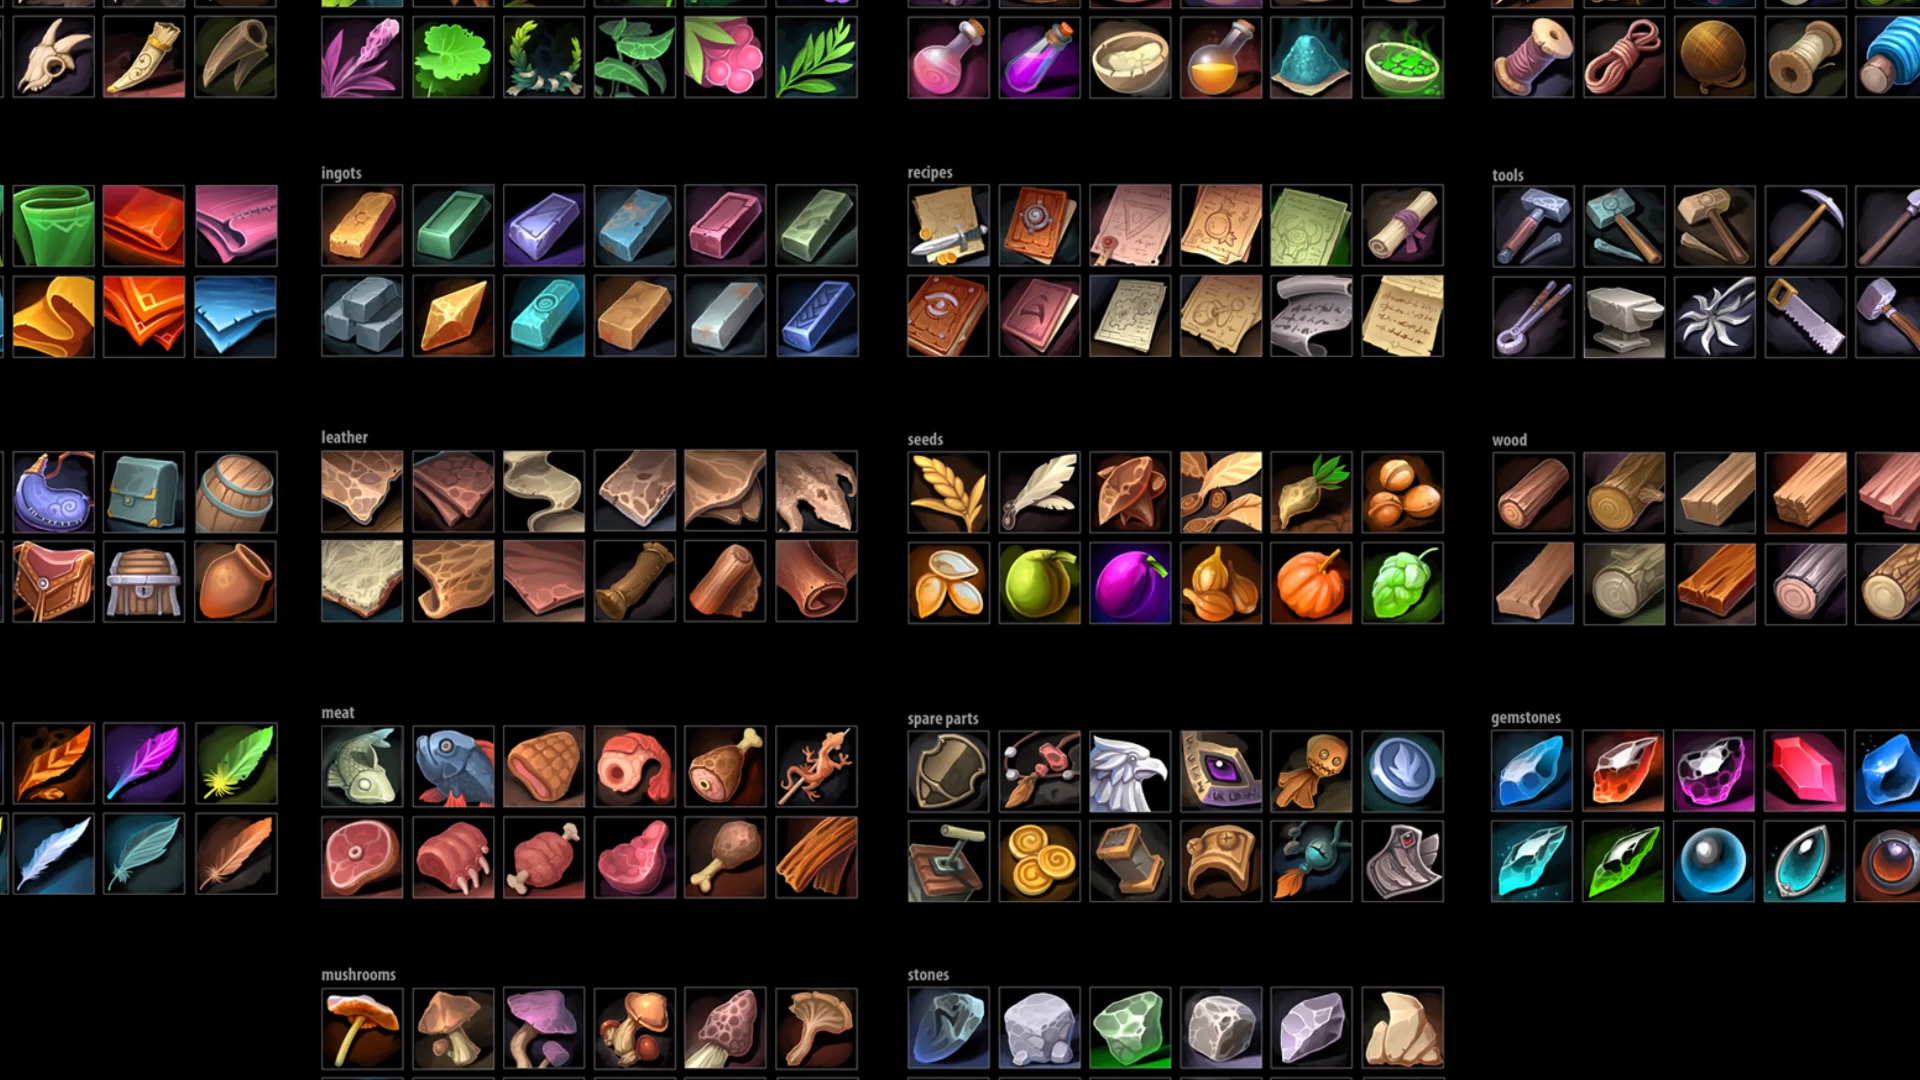 ingots
recipes
tools
leather
seeds
wood
meat
spare parts
gemstones
mushrooms
stones